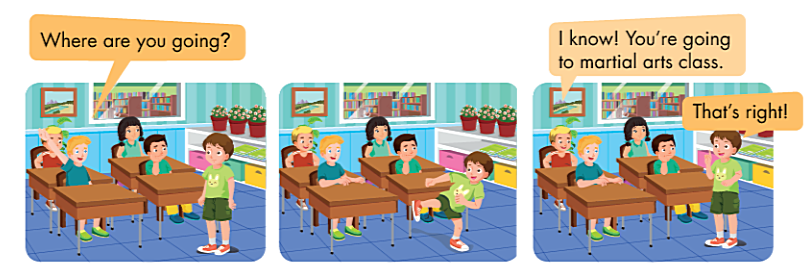 Where are you going?
I know! You're going
to martial arts class.
That's right!